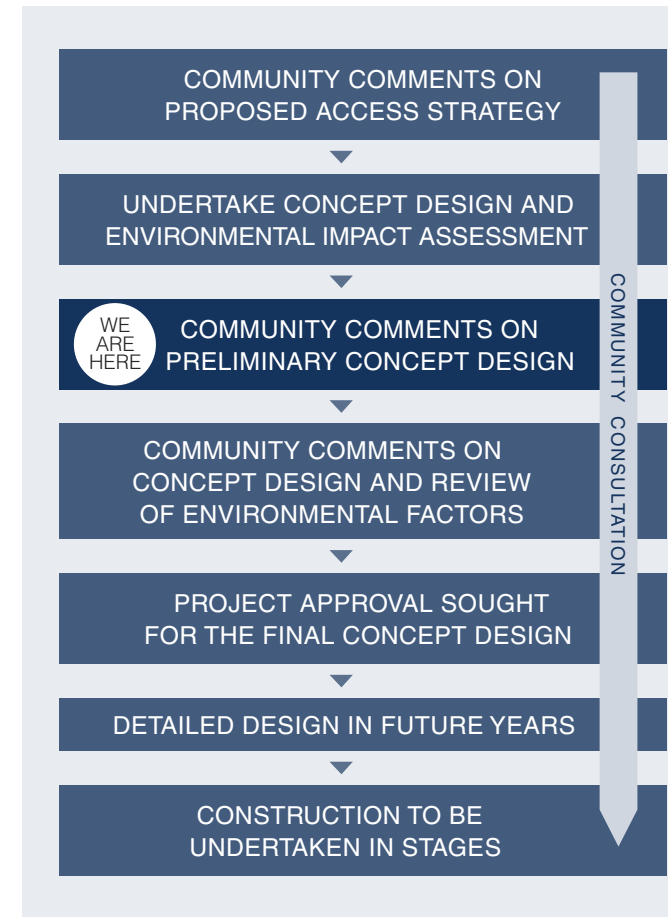 COMMUNITY COMMENTS ON
PROPOSED ACCESS STRATEGY
UNDERTAKE CONCEPT DESIGN AND
ENVIRONMENTAL IMPACT ASSESSMENT
WE
ARE
HERE
COMMUNITY COMMENTS ON
PRELIMINARY CONCEPT DESIGN
COMMUNITY COMMENTS ON
CONCEPT DESIGN AND REVIEW
OF ENVIRONMENTAL FACTORS
PROJECT APPROVAL SOUGHT
FOR THE FINAL CONCEPT DESIGN
DETAILED DESIGN IN FUTURE YEARS
CONSTRUCTION TO BE
UNDERTAKEN IN STAGES
COMMUNITY CONSULTATION